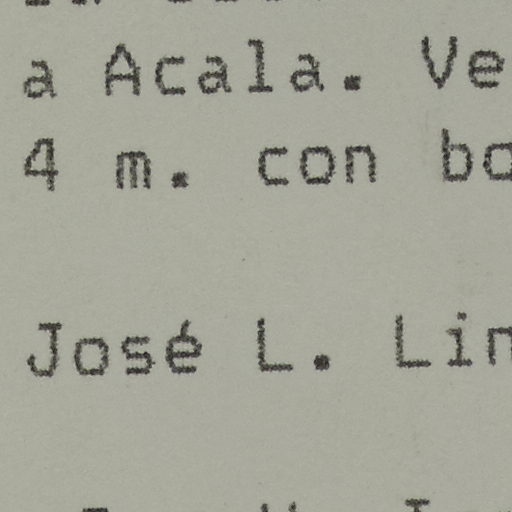 a Acala. Ve
4 m. con bo
José L. Lin